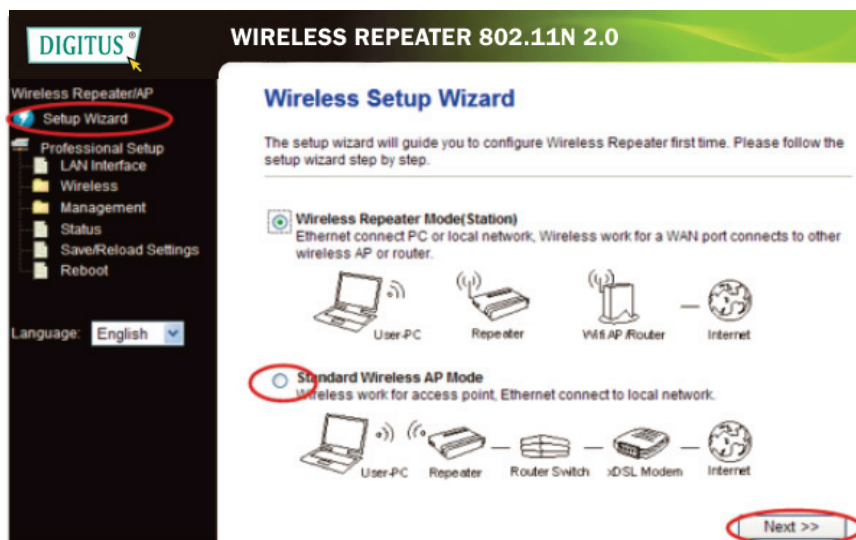 DIGITUS®
WIRELESS REPEATER 802.11N 2.0
Wireless Repeater/AP
Setup Wizard
Professional Setup
LAN Interface
Wireless
Management
Status
Save/Reload Settings
Reboot
Language: English
Wireless Setup Wizard
The setup wizard will guide you to configure Wireless Repeater first time. Please follow the
setup wizard step by step.
Wireless Repeater Mode(Station)
Ethernet connect PC or local network, Wireless work for a WAN port connects to other
wireless AP or router.
User-PC Repeater Wifi AP /Router Internet
Standard Wireless AP Mode
Wireless work for access point, Ethernet connect to local network.
User-PC Repeater Router Switch xDSL Modem Internet
Next >>